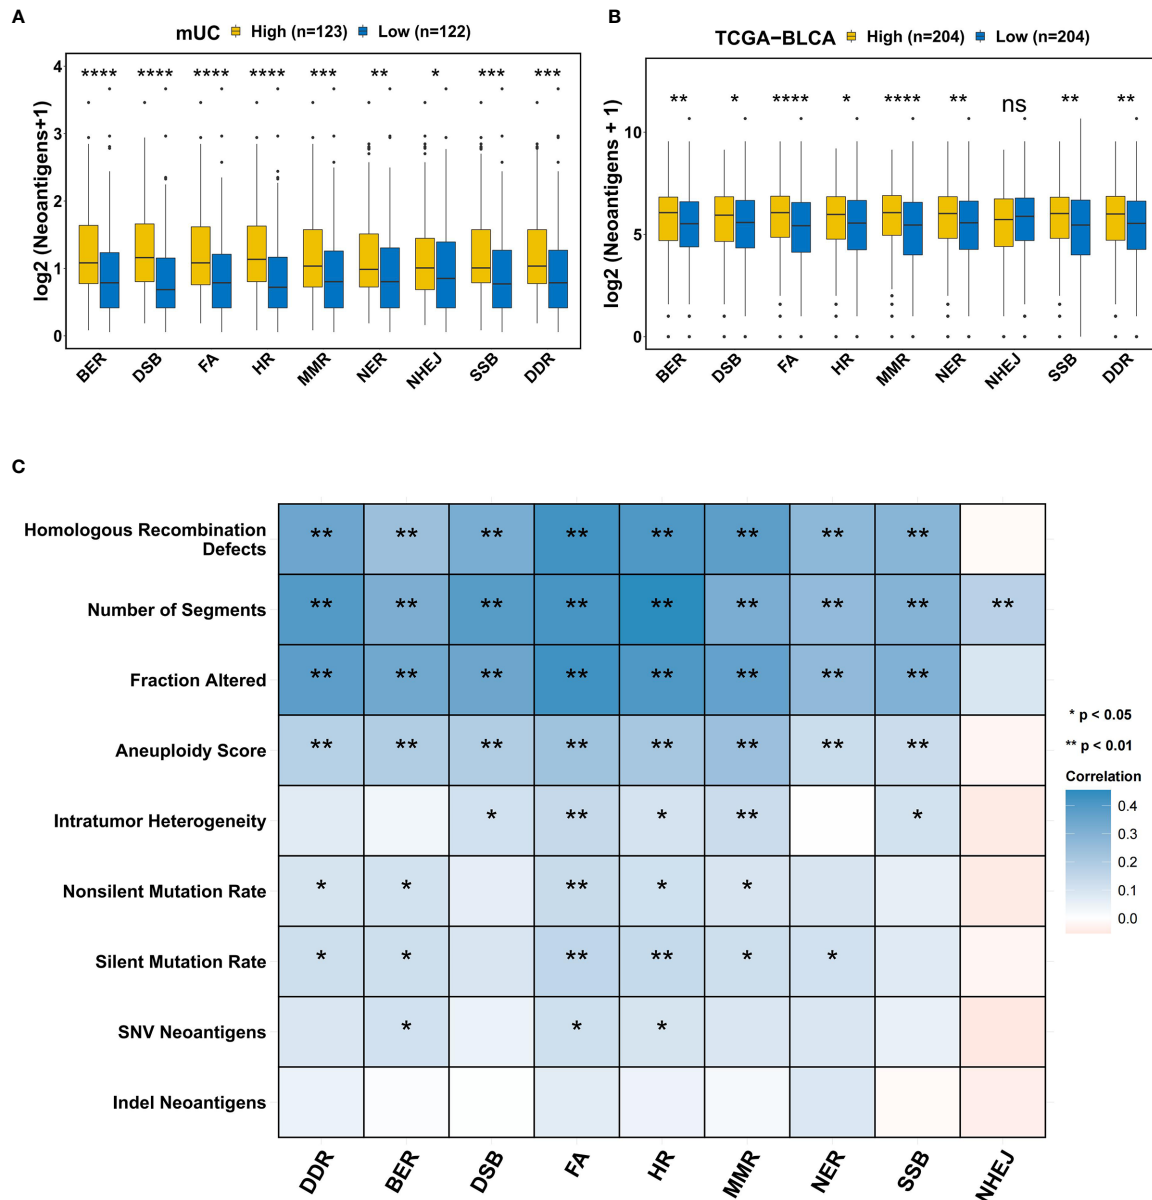 A
mUC High (n=123) Low (n=122)
log2 (Neoantigens+1)
4
3
2
1
0
**** **** **** **** *** ** * *** ***
BER DSB FA HR MMR NER NHEJ SSB DDR
B
TCGA−BLCA High (n=204) Low (n=204)
log2 (Neoantigens + 1)
10
5
0
** * **** * **** ** ns ** **
BER DSB FA HR MMR NER NHEJ SSB DDR
C
Homologous Recombination
Defects
** ** ** ** ** ** ** **
Number of Segments ** ** ** ** ** ** ** ** **
Fraction Altered ** ** ** ** ** ** ** **
Aneuploidy Score ** ** ** ** ** ** ** **
Intratumor Heterogeneity * ** * ** *
Nonsilent Mutation Rate * * ** * *
Silent Mutation Rate * * ** ** * *
SNV Neoantigens * * *
Indel Neoantigens
DDR BER DSB FA HR MMR NER SSB NHEJ
* p < 0.05
** p < 0.01
Correlation
0.4
0.3
0.2
0.1
0.0